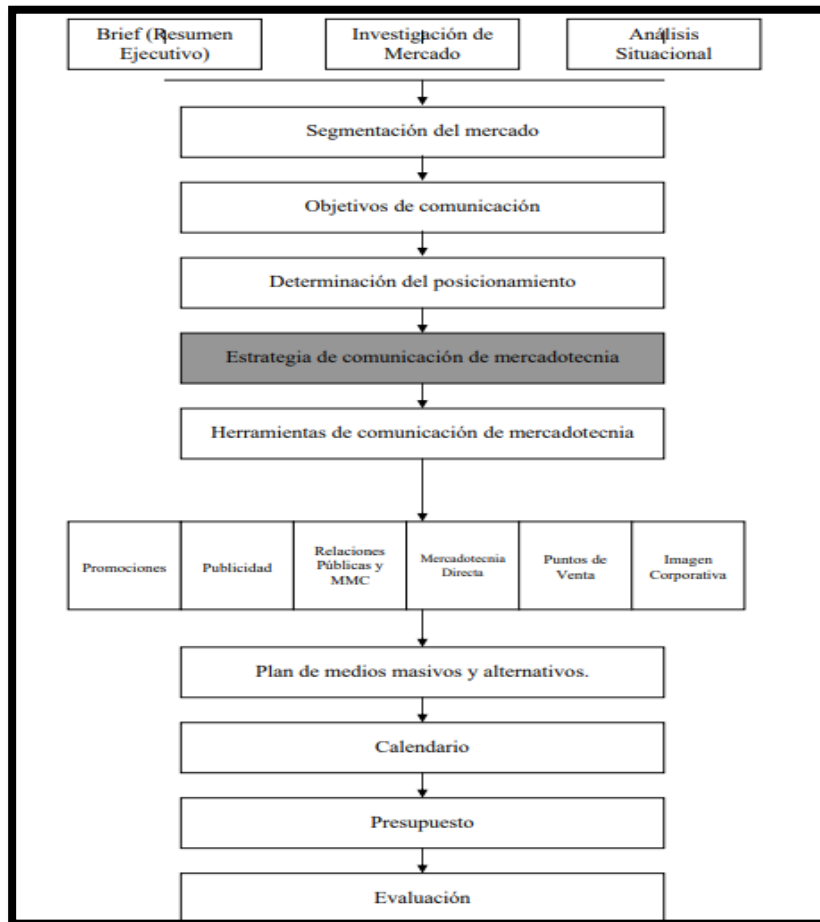 Brief (Resumen
Ejecutivo)
Investigación de
Mercado
Análisis
Situacional
Segmentación del mercado
Objetivos de comunicación
Determinación del posicionamiento
Estrategia de comunicación de mercadotecnia
Herramientas de comunicación de mercadotecnia
Promociones
Publicidad
Relaciones
Públicas y
MMC
Mercadotecnia
Directa
Puntos de
Venta
Imagen
Corporativa
Plan de medios masivos y alternativos.
Calendario
Presupuesto
Evaluación